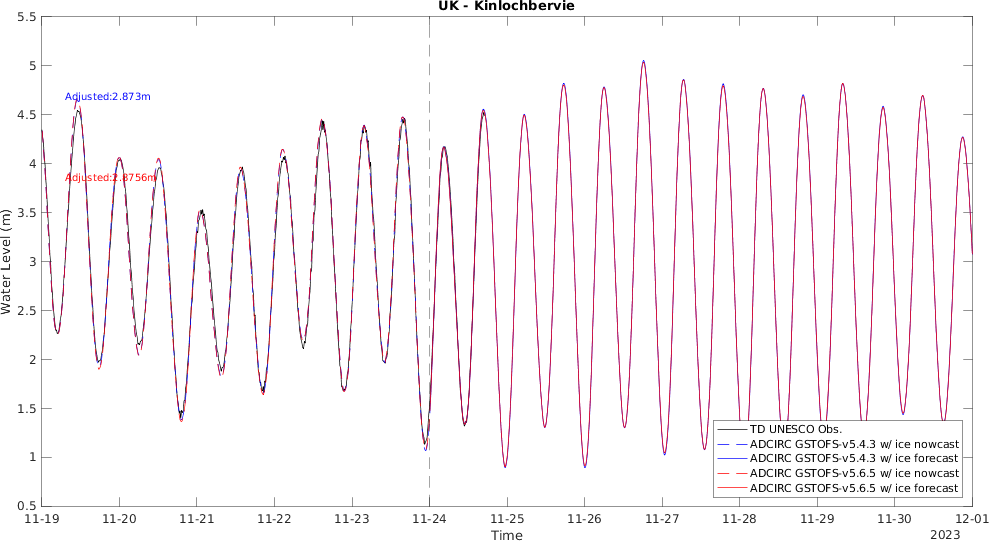 UK - Kinlochbervie
5.5
5
4.5
4
3.5
3
2.5
2
1.5
1
0.5
Water Level (m)
Adjusted:2.873m
Adjusted:2.8756m
TD UNESCO Obs.
ADCIRC GSTOFS-v5.4.3 w/ ice nowcast
ADCIRC GSTOFS-v5.4.3 w/ ice forecast
ADCIRC GSTOFS-v5.6.5 w/ ice nowcast
ADCIRC GSTOFS-v5.6.5 w/ ice forecast
11-19 11-20 11-21 11-22 11-23 11-24 11-25 11-26 11-27 11-28 11-29 11-30 12-01
Time
2023